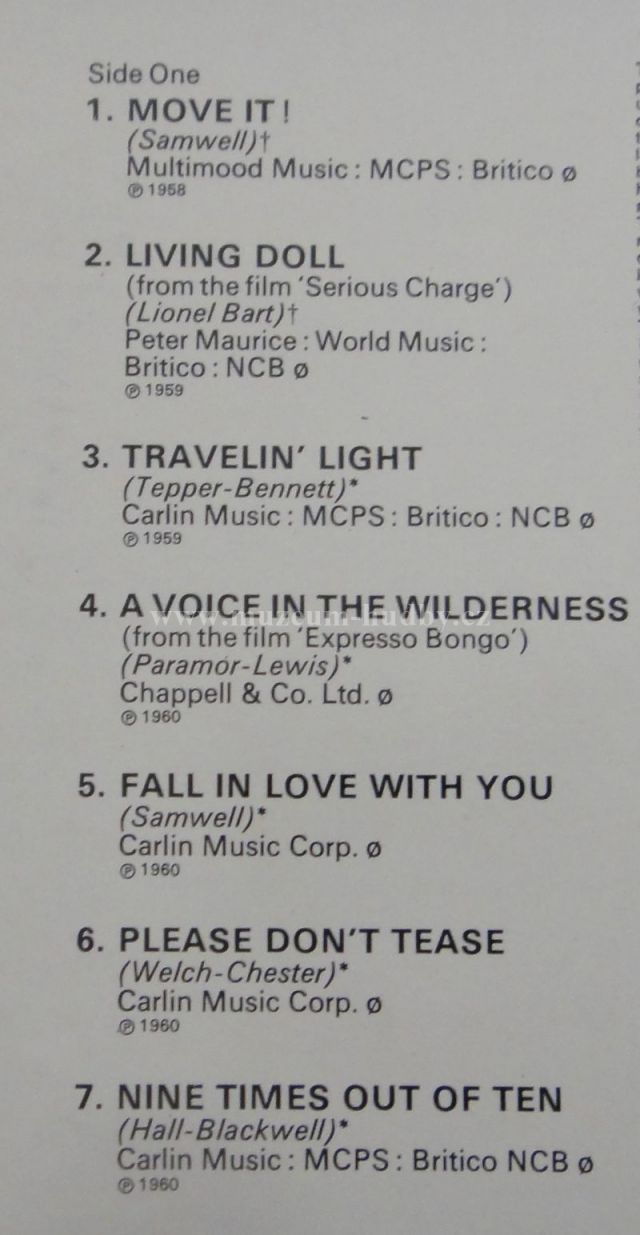 Side One
1. MOVE IT!
(Samwell)†
Multimood Music : MCPS : Britico ø
℗ 1958
2. LIVING DOLL
(from the film 'Serious Charge')
(Lionel Bart)†
Peter Maurice : World Music :
Britico : NCB ø
℗ 1959
3. TRAVELIN' LIGHT
(Tepper-Bennett)*
Carlin Music : MCPS : Britico : NCB ø
℗ 1959
4. A VOICE IN THE WILDERNESS
www.muzeum-hudby.cz
(from the film 'Expresso Bongo')
(Paramor-Lewis)*
Chappell & Co. Ltd. ø
℗ 1960
5. FALL IN LOVE WITH YOU
(Samwell)*
Carlin Music Corp. ø
℗ 1960
6. PLEASE DON'T TEASE
(Welch-Chester)*
Carlin Music Corp. ø
℗ 1960
7. NINE TIMES OUT OF TEN
(Hall-Blackwell)*
Carlin Music : MCPS : Britico NCB ø
℗ 1960